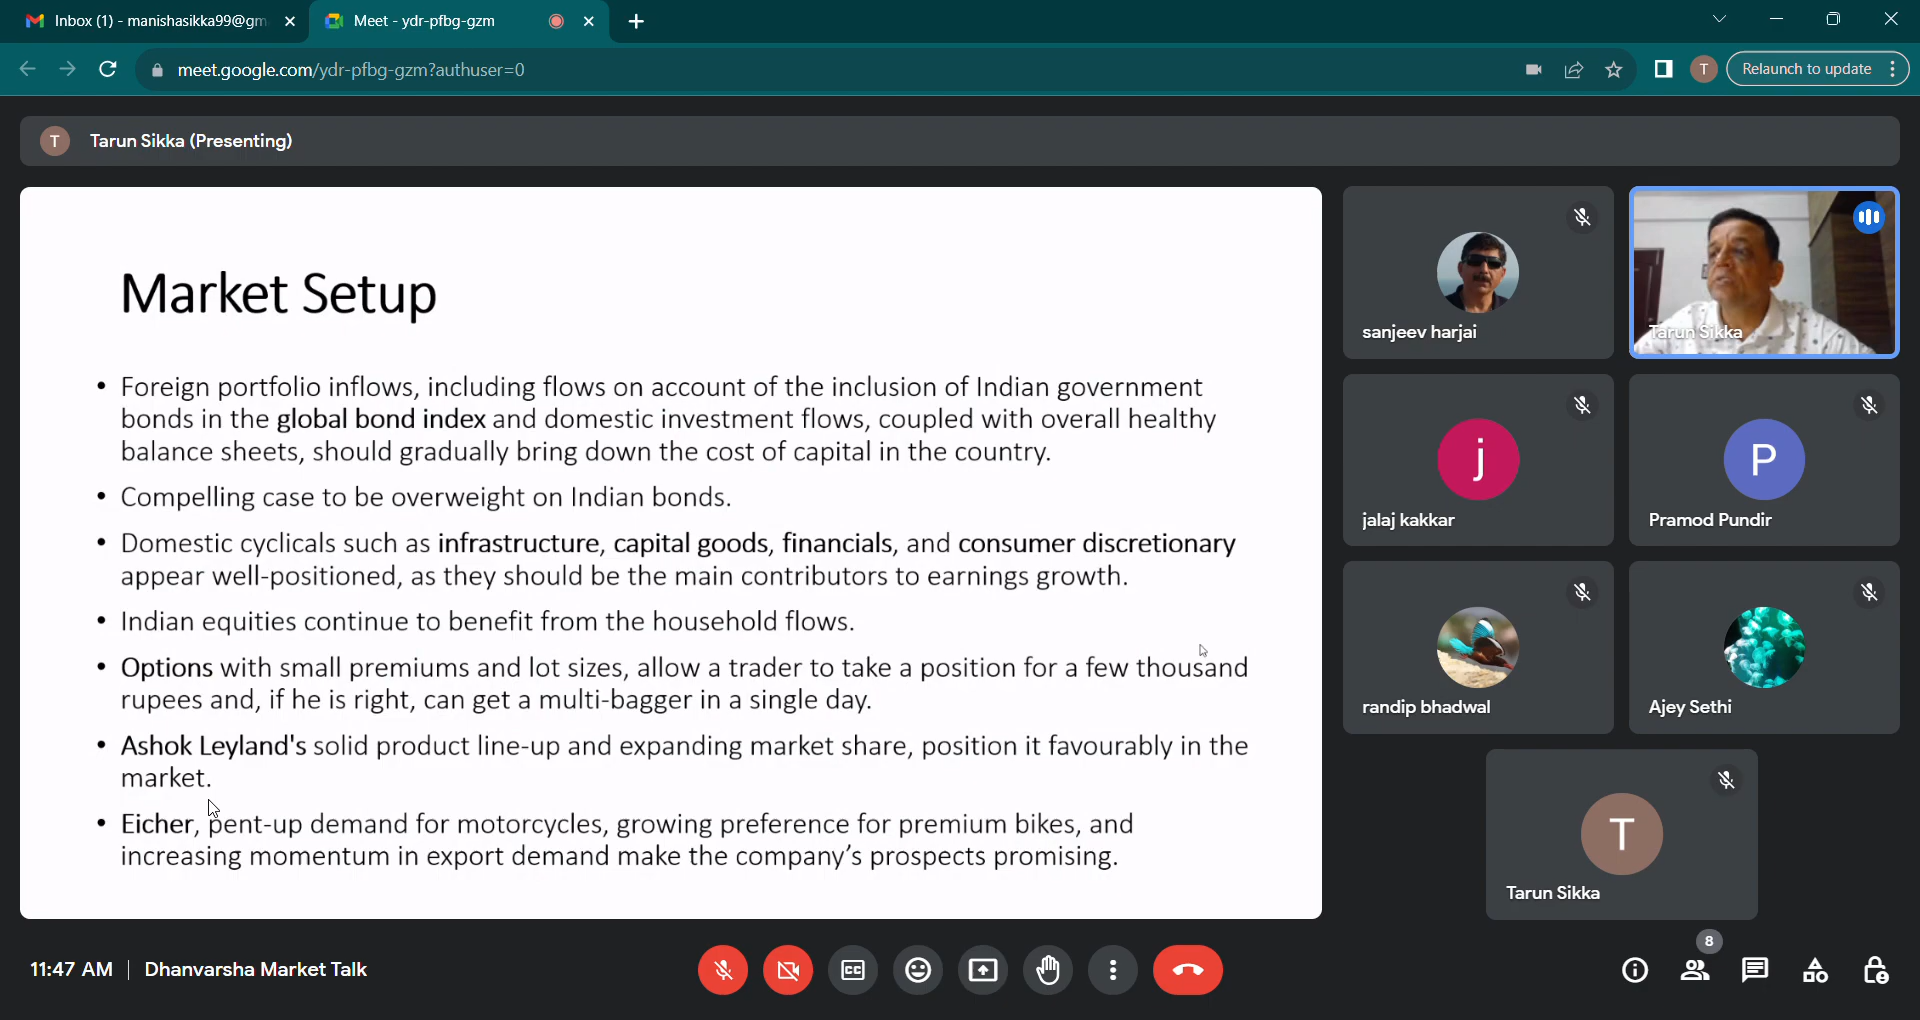 Inbox (1) - manishasikka99@gm
Meet - ydr-pfbg-gzm
meet.google.com/ydr-pfbg-gzm?authuser=0
T
Relaunch to update
T
Tarun Sikka (Presenting)
Market Setup
• Foreign portfolio inflows, including flows on account of the inclusion of Indian government
bonds in the global bond index and domestic investment flows, coupled with overall healthy
balance sheets, should gradually bring down the cost of capital in the country.
• Compelling case to be overweight on Indian bonds.
• Domestic cyclicals such as infrastructure, capital goods, financials, and consumer discretionary
appear well-positioned, as they should be the main contributors to earnings growth.
• Indian equities continue to benefit from the household flows.
• Options with small premiums and lot sizes, allow a trader to take a position for a few thousand
rupees and, if he is right, can get a multi-bagger in a single day.
• Ashok Leyland's solid product line-up and expanding market share, position it favourably in the
market.
• Eicher, pent-up demand for motorcycles, growing preference for premium bikes, and
increasing momentum in export demand make the company’s prospects promising.
sanjeev harjai
Tarun Sikka
j
jalaj kakkar
P
Pramod Pundir
randip bhadwal
Ajey Sethi
T
Tarun Sikka
11:47 AM | Dhanvarsha Market Talk
CC
8